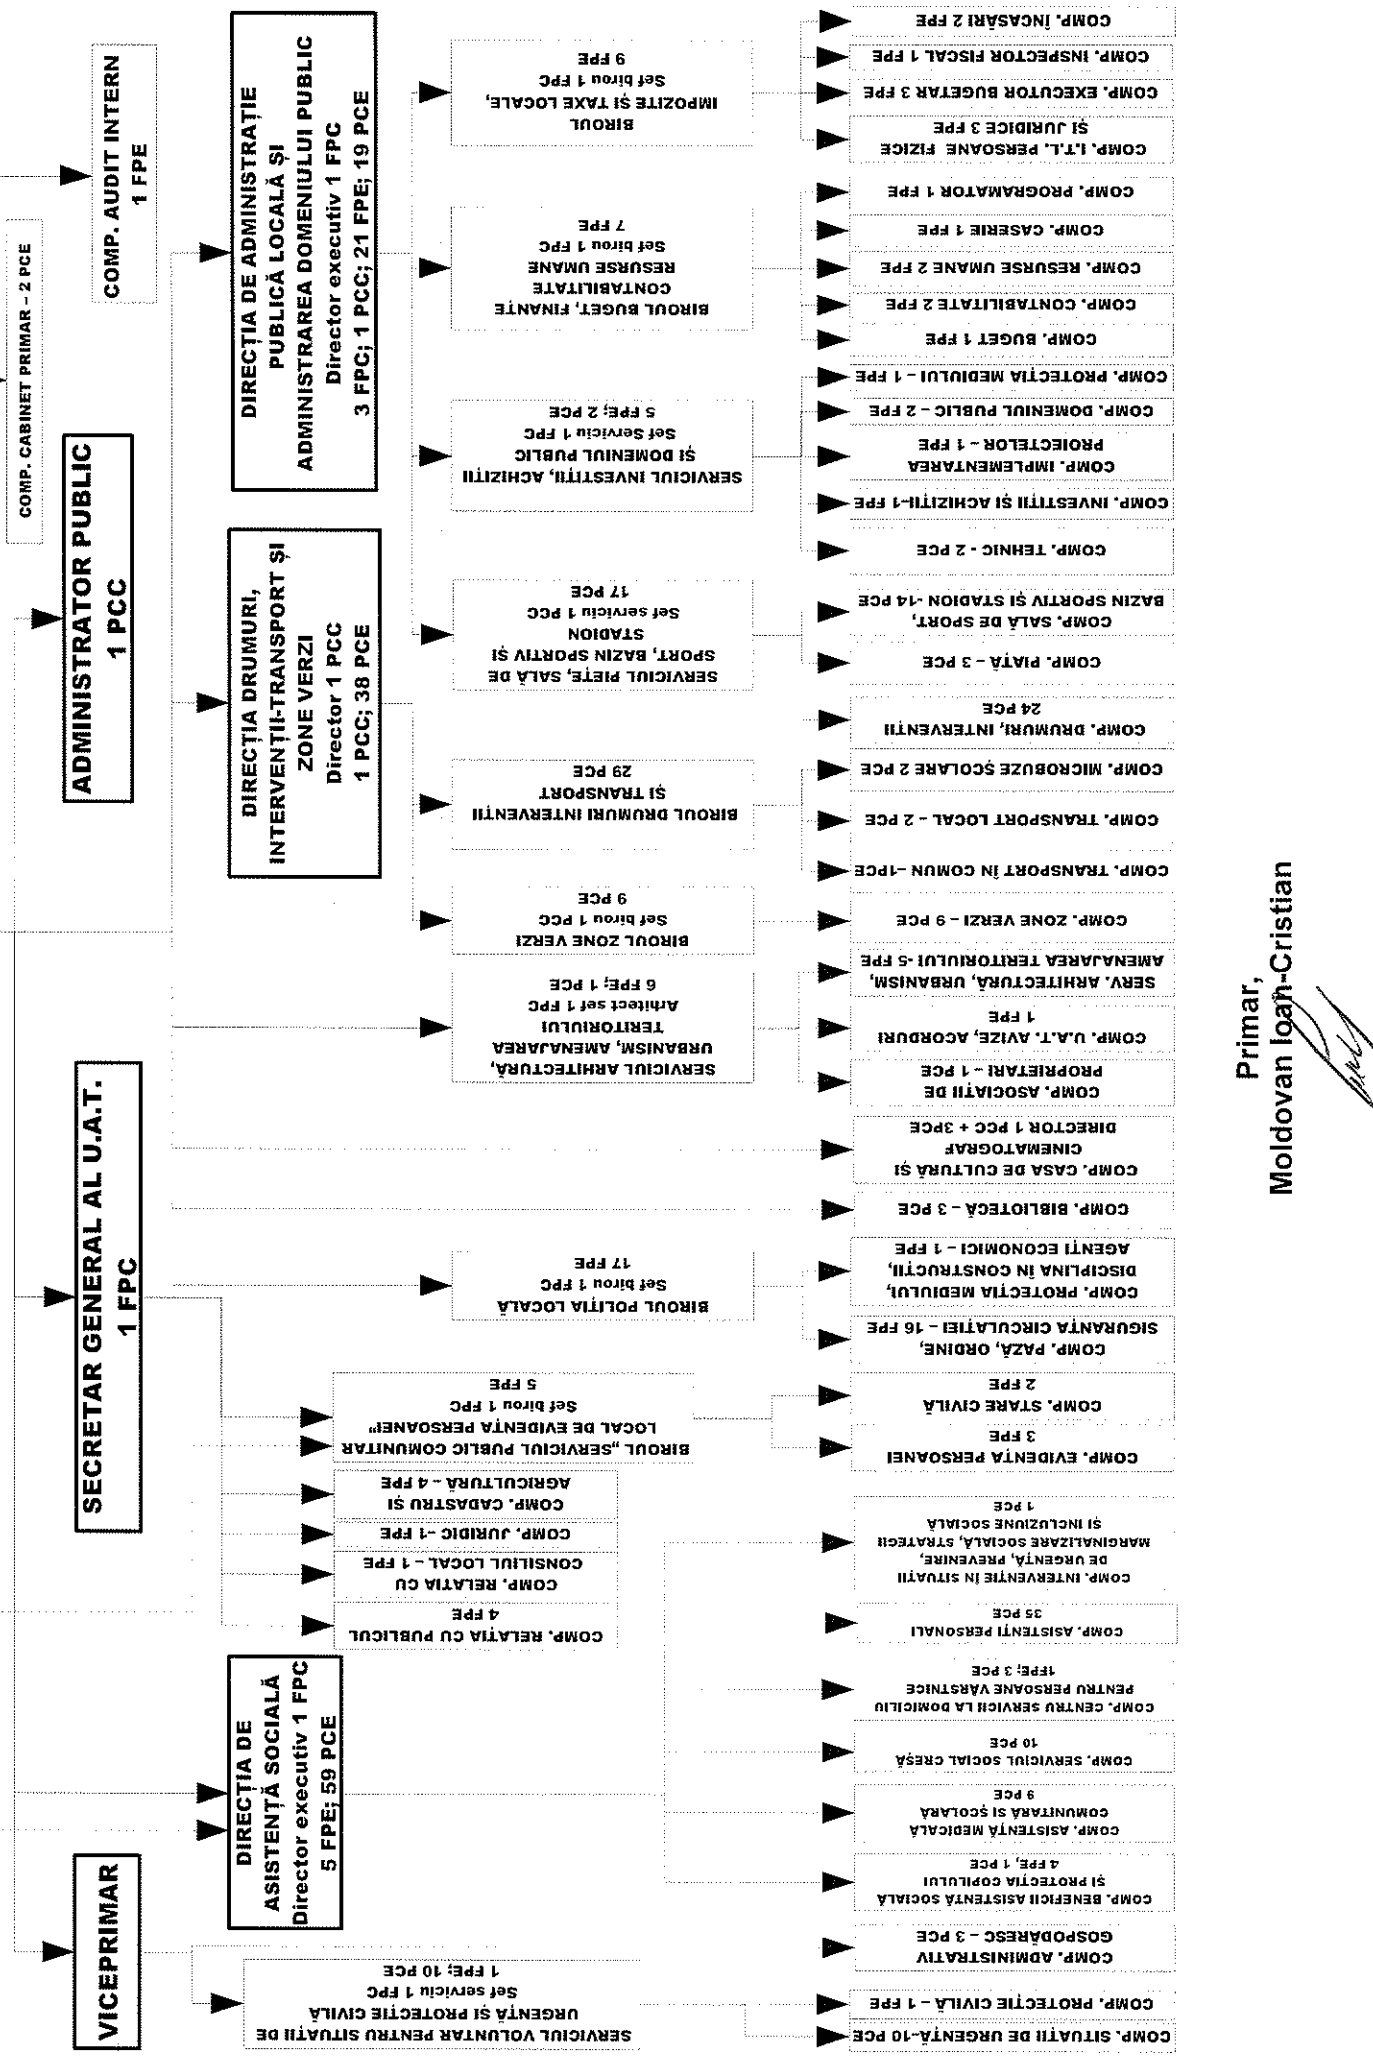 COMP. CABINET PRIMAR – 2 PCE
COMP. AUDIT INTERN
1 FPE
ADMINISTRATOR PUBLIC
1 PCC
SECRETAR GENERAL AL U.A.T.
1 FPC
VICEPRIMAR
DIRECȚIA DE ADMINISTRAȚIE
PUBLICĂ LOCALĂ ȘI
ADMINISTRAREA DOMENIULUI PUBLIC
Director executiv 1 FPC
3 FPC; 1 PCC; 21 FPE; 19 PCE
DIRECȚIA DRUMURI,
INTERVENȚII-TRANSPORT ȘI
ZONE VERZI
Director 1 PCC
1 PCC; 38 PCE
DIRECȚIA DE
ASISTENȚĂ SOCIALĂ
Director executiv 1 FPC
5 FPE; 59 PCE
BIROUL
IMPOZITE ȘI TAXE LOCALE,
Sef birou 1 FPC
9 FPE
BIROUL BUGET, FINANȚE
CONTABILITATE
RESURSE UMANE
Sef birou 1 FPC
7 FPE
SERVICIUL INVESTIȚII, ACHIZIȚII
ȘI DOMENIUL PUBLIC
Sef Serviciu 1 FPC
5 FPE; 2 PCE
SERVICIUL PIEȚE, SALĂ DE
SPORT, BAZIN SPORTIV ȘI
STADION
Sef serviciu 1 PCC
17 PCE
BIROUL DRUMURI INTERVENȚII
ȘI TRANSPORT
29 PCE
BIROUL ZONE VERZI
Sef birou 1 PCC
9 PCE
SERVICIUL ARHITECTURĂ,
URBANISM, AMENAJAREA
TERITORIULUI
Arhitect sef 1 FPC
6 FPE; 1 PCE
BIROUL POLIȚIA LOCALĂ
Sef birou 1 FPC
17 FPE
BIROUL „SERVICIUL PUBLIC COMUNITAR
LOCAL DE EVIDENȚA PERSOANEI”
Sef birou 1 FPC
5 FPE
COMP. CADASTRU ȘI
AGRICULTURĂ – 4 FPE
COMP. JURIDIC -1 FPE
COMP. RELAȚIA CU
CONSILIUL LOCAL – 1 FPE
COMP. RELAȚIA CU PUBLICUL
4 FPE
SERVICIUL VOLUNTAR PENTRU SITUAȚII DE
URGENȚA ȘI PROTECȚIE CIVILĂ
Sef serviciu 1 FPC
1 FPE; 10 PCE
COMP. ÎNCASĂRI 2 FPE
COMP. INSPECTOR FISCAL 1 FPE
COMP. EXECUTOR BUGETAR 3 FPE
COMP. I.T.L. PERSOANE FIZICE
ȘI JURIDICE 3 FPE
COMP. PROGRAMATOR 1 FPE
COMP. CASERIE 1 FPE
COMP. RESURSE UMANE 2 FPE
COMP. CONTABILITATE 2 FPE
COMP. BUGET 1 FPE
COMP. PROTECȚIA MEDIULUI – 1 FPE
COMP. DOMENIUL PUBLIC – 2 FPE
COMP. IMPLEMENTAREA
PROIECTELOR – 1 FPE
COMP. INVESTIȚII ȘI ACHIZIȚII-1 FPE
COMP. TEHNIC - 2 PCE
COMP. SALĂ DE SPORT,
BAZIN SPORTIV ȘI STADION -14 PCE
COMP. PIAȚĂ – 3 PCE
COMP. DRUMURI, INTERVENȚII
24 PCE
COMP. MICROBUZE ȘCOLARE 2 PCE
COMP. TRANSPORT LOCAL – 2 PCE
COMP. TRANSPORT ÎN COMUN -1PCE
COMP. ZONE VERZI – 9 PCE
SERV. ARHITECTURĂ, URBANISM,
AMENAJAREA TERITORIULUI -5 FPE
COMP. U.A.T. AVIZE, ACORDURI
1 FPE
COMP. ASOCIAȚII DE
PROPRIETARI – 1 PCE
COMP. CASA DE CULTURĂ ȘI
CINEMATOGRAF
DIRECTOR 1 PCC + 3PCE
COMP. BIBLIOTECĂ – 3 PCE
COMP. PROTECȚIA MEDIULUI,
DISCIPLINA ÎN CONSTRUCȚII,
AGENȚI ECONOMICI – 1 FPE
COMP. PAZĂ, ORDINE,
SIGURANȚA CIRCULAȚIEI – 16 FPE
COMP. STARE CIVILĂ
2 FPE
COMP. EVIDENȚA PERSOANEI
3 FPE
COMP. INTERVENȚIE ÎN SITUAȚII
DE URGENȚĂ, PREVENIRE,
MARGINALIZARE SOCIALĂ, STRATEGII
ȘI INCLUZIUNE SOCIALĂ
1 PCE
COMP. ASISTENȚI PERSONALI
35 PCE
COMP. CENTRU SERVICII LA DOMICILIU
PENTRU PERSOANE VÂRSTNICE
1FPE; 3 PCE
COMP. SERVICIUL SOCIAL CREȘĂ
10 PCE
COMP. ASISTENȚĂ MEDICALĂ
COMUNITARĂ ȘI ȘCOLARĂ
9 PCE
COMP. BENEFICII ASISTENȚĂ SOCIALĂ
ȘI PROTECȚIA COPILULUI
4 FPE, 1 PCE
COMP. ADMINISTRATIV
GOSPODĂRESC – 3 PCE
COMP. PROTECȚIE CIVILĂ – 1 FPE
COMP. SITUAȚII DE URGENȚĂ-10 PCE
Primar,
Moldovan Ioan-Cristian